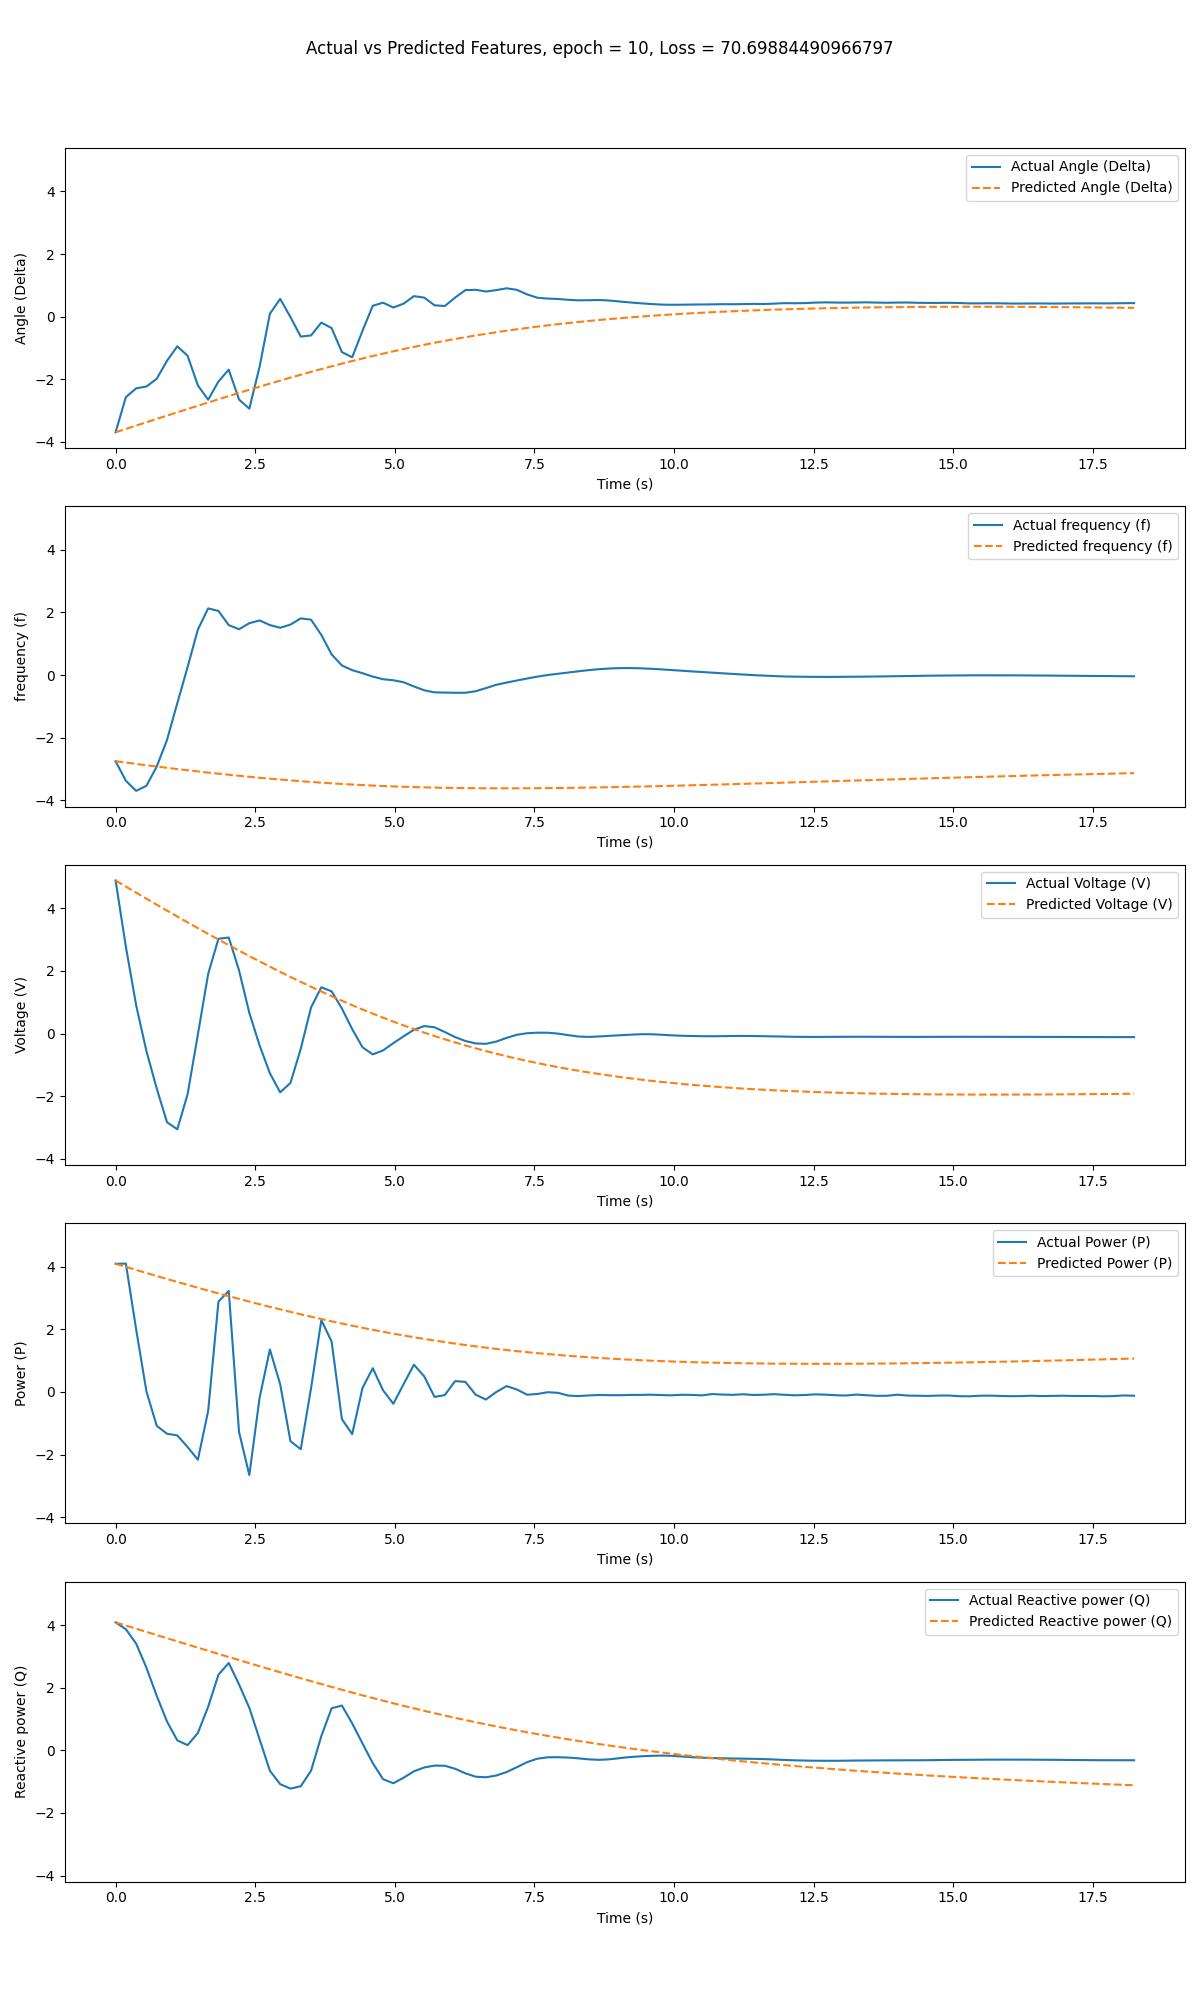 Actual vs Predicted Features, epoch = 10, Loss = 70.69884490966797
Actual Angle (Delta)
Predicted Angle (Delta)
Angle (Delta)
4
2
0
−2
−4
0.0 2.5 5.0 7.5 10.0 12.5 15.0 17.5
Time (s)
Actual frequency (f)
Predicted frequency (f)
frequency (f)
4
2
0
−2
−4
0.0 2.5 5.0 7.5 10.0 12.5 15.0 17.5
Time (s)
Actual Voltage (V)
Predicted Voltage (V)
Voltage (V)
4
2
0
−2
−4
0.0 2.5 5.0 7.5 10.0 12.5 15.0 17.5
Time (s)
Actual Power (P)
Predicted Power (P)
Power (P)
4
2
0
−2
−4
0.0 2.5 5.0 7.5 10.0 12.5 15.0 17.5
Time (s)
Actual Reactive power (Q)
Predicted Reactive power (Q)
Reactive power (Q)
4
2
0
−2
−4
0.0 2.5 5.0 7.5 10.0 12.5 15.0 17.5
Time (s)